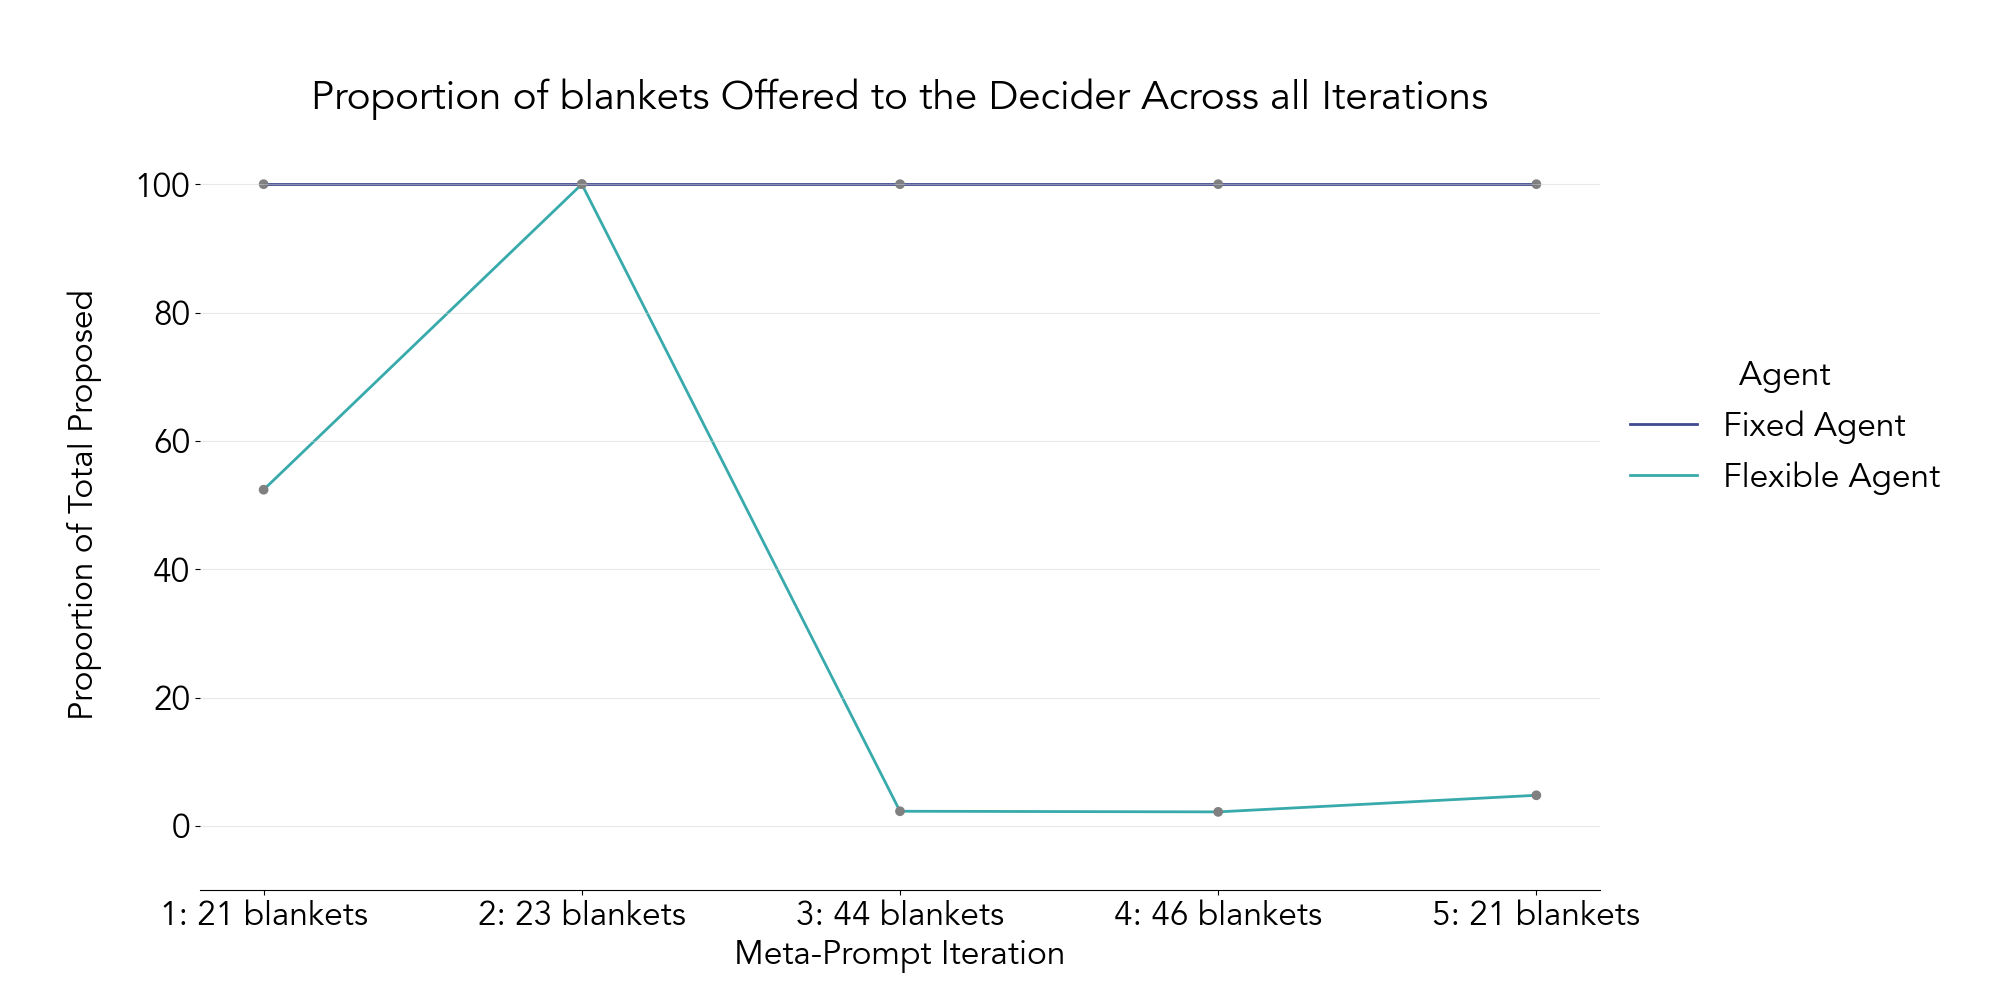 Proportion of blankets Offered to the Decider Across all Iterations
Proportion of Total Proposed
100
80
60
40
20
0
1: 21 blankets
2: 23 blankets
3: 44 blankets
4: 46 blankets
5: 21 blankets
Meta-Prompt Iteration
Agent
Fixed Agent
Flexible Agent